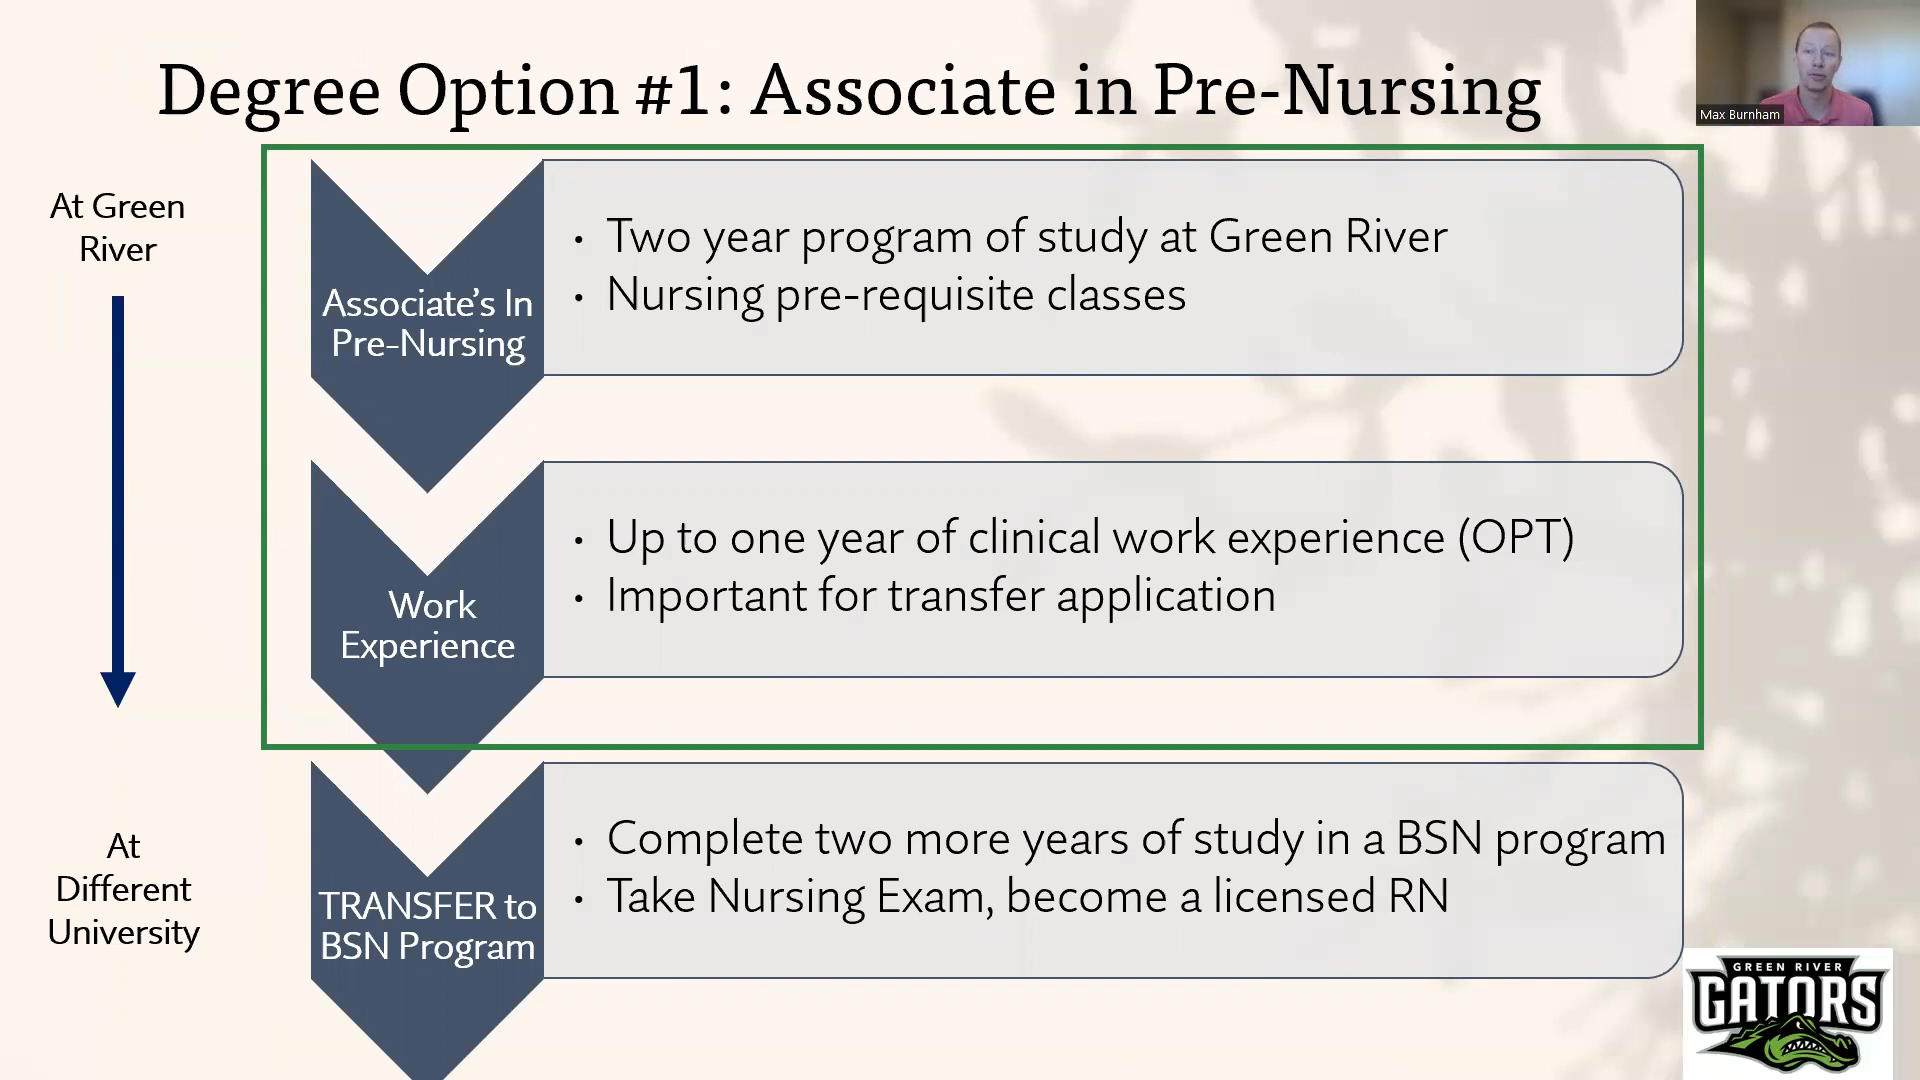 Degree Option #1: Associate in Pre-Nursing
Max Burnham
At Green
River
Associate's In
Pre-Nursing
• Two year program of study at Green River
• Nursing pre-requisite classes
Work
Experience
• Up to one year of clinical work experience (OPT)
• Important for transfer application
At
Different
University
TRANSFER to
BSN Program
• Complete two more years of study in a BSN program
• Take Nursing Exam, become a licensed RN
GREEN RIVER
GATORS